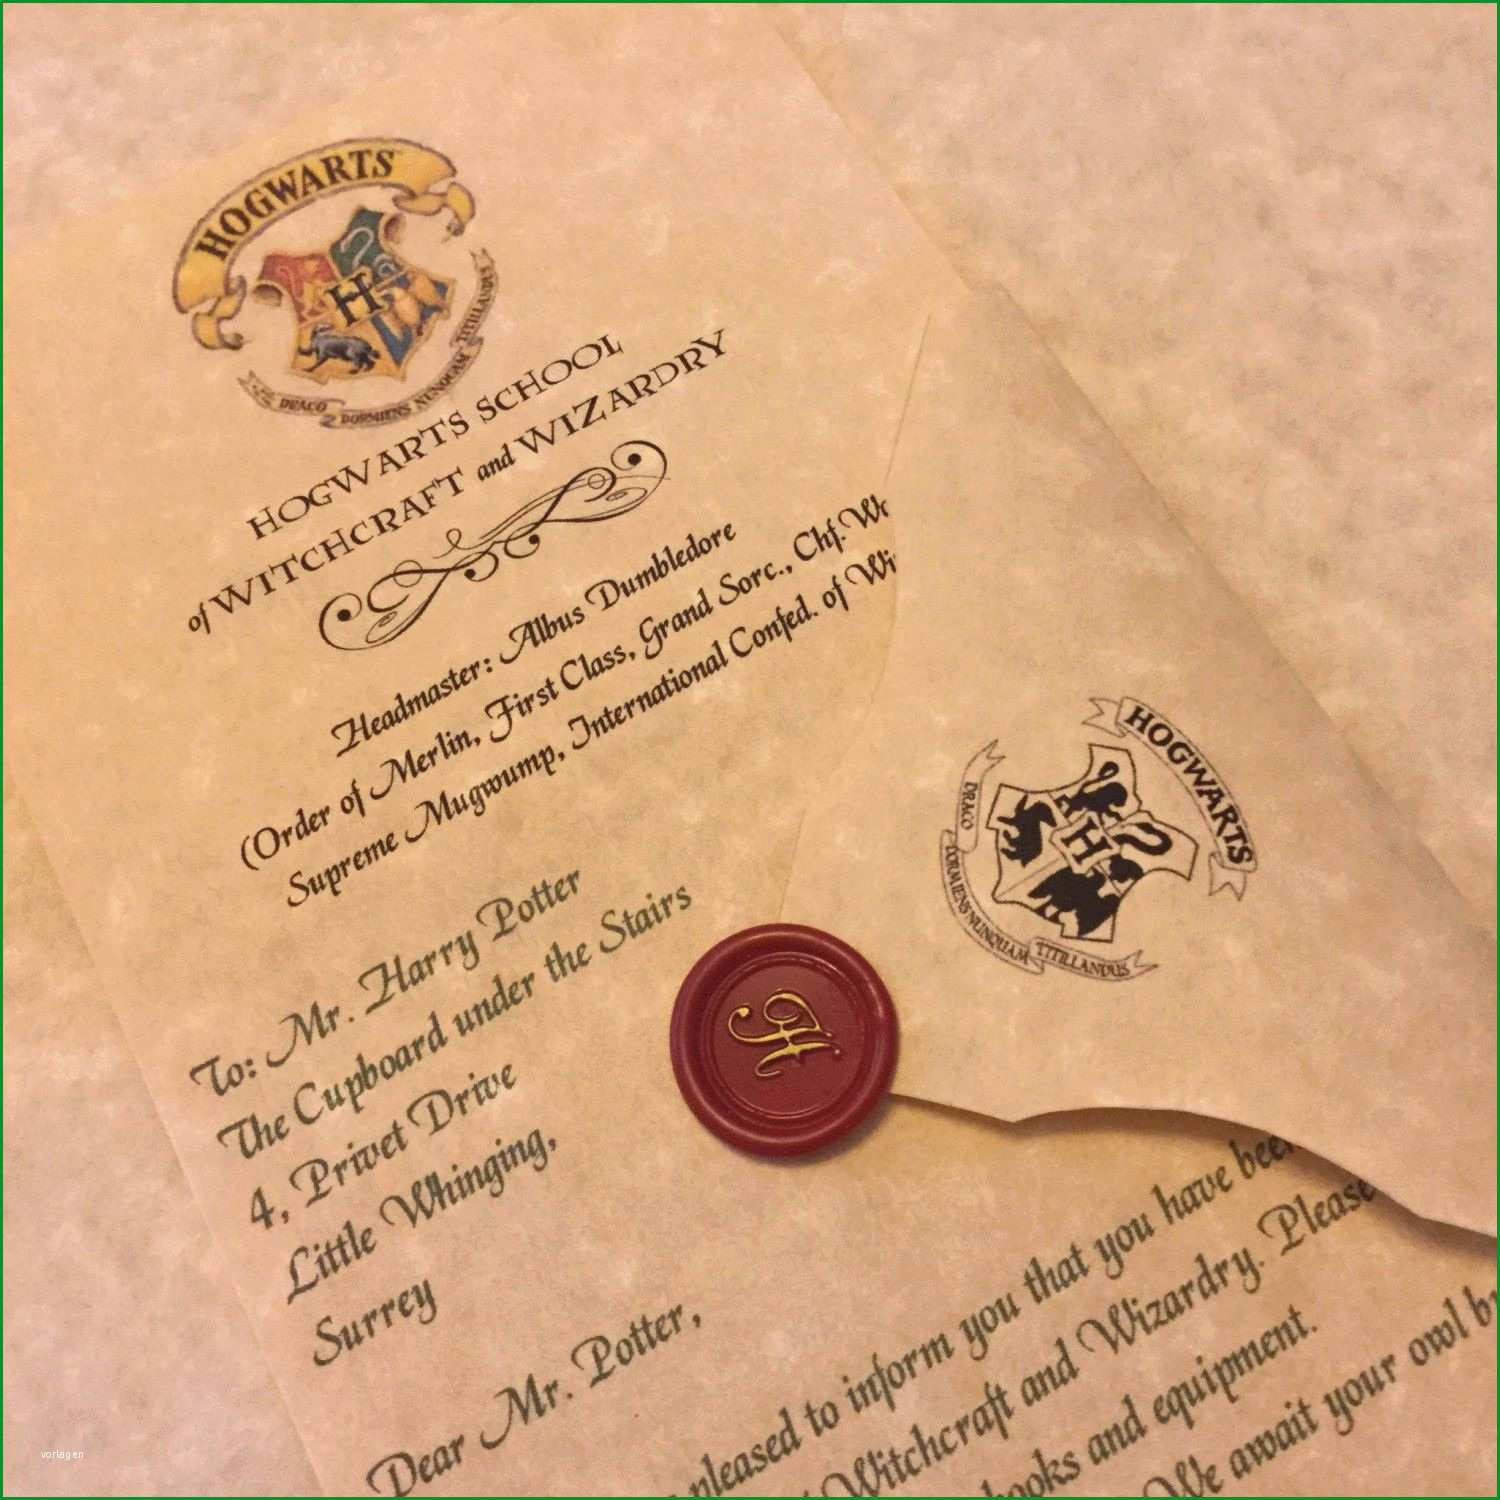 HOGWARTS
DRACO DORMIENS NUNQUAM TITILLANDUS
H
HOGWARTS SCHOOL
of WITCHCRAFT and WIZARDRY
Headmaster: Albus Dumbledore
(Order of Merlin, First Class, Grand Sorc., Chf.
Supreme Mugwump, International Confed. of
To: Mr. Harry Potter
The Cupboard under the Stairs
4, Privet Drive
Little Whinging,
Surrey
Dear Mr. Potter,
pleased to inform you that you have
Witchcraft and Wizardry. Please
books and equipment.
We await your owl
HOGWARTS
H
DRACO DORMIENS NUNQUAM TITILLANDUS
H
vorlagen